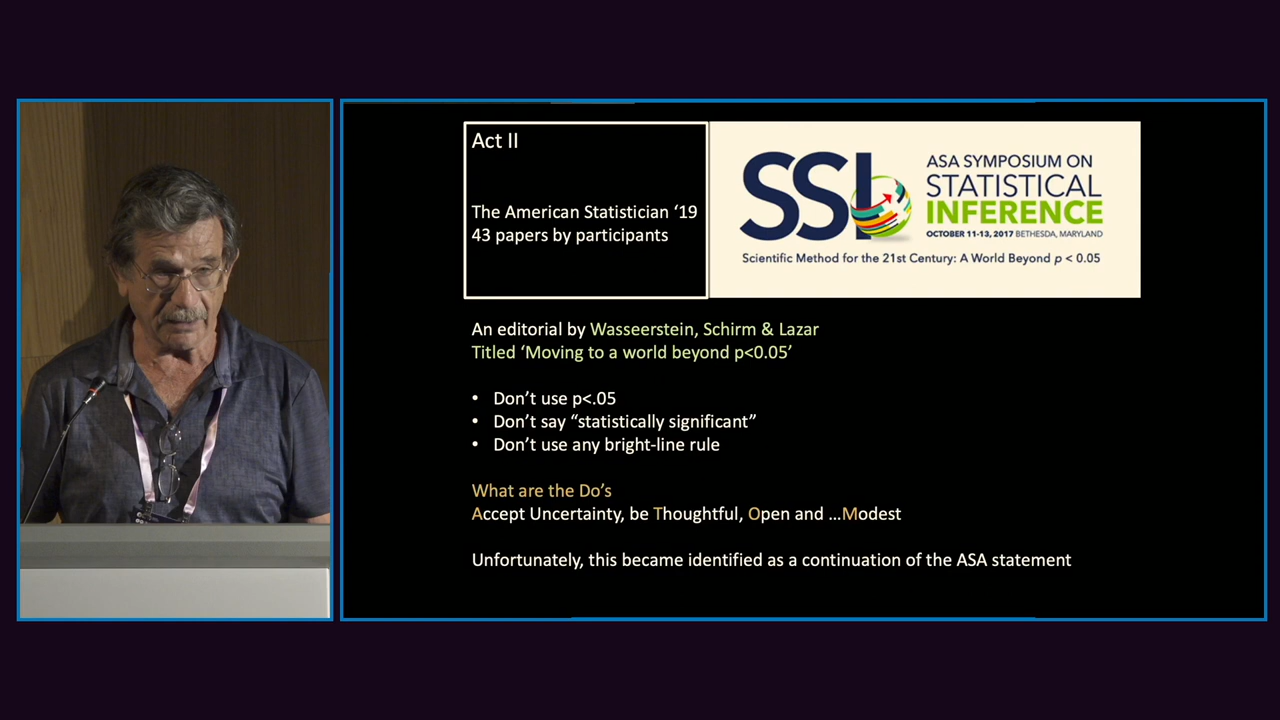 Act II
The American Statistician ‘19
43 papers by participants
SSI
ASA SYMPOSIUM ON
STATISTICAL
INFERENCE
OCTOBER 11-13, 2017 BETHESDA, MARYLAND
Scientific Method for the 21st Century: A World Beyond p < 0.05
An editorial by Wasseerstein, Schirm & Lazar
Titled ‘Moving to a world beyond p<0.05’
• Don’t use p<.05
• Don’t say “statistically significant”
• Don’t use any bright-line rule
What are the Do’s
Accept Uncertainty, be Thoughtful, Open and …Modest
Unfortunately, this became identified as a continuation of the ASA statement